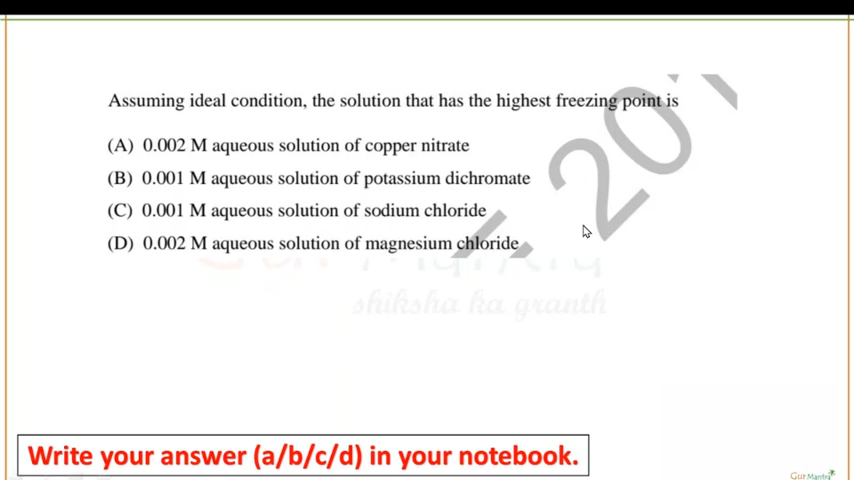 Assuming ideal condition, the solution that has the highest freezing point is
(A) 0.002 M aqueous solution of copper nitrate
(B) 0.001 M aqueous solution of potassium dichromate
(C) 0.001 M aqueous solution of sodium chloride
(D) 0.002 M aqueous solution of magnesium chloride
shiksha ka granth
Write your answer (a/b/c/d) in your notebook.
Gur Mantra